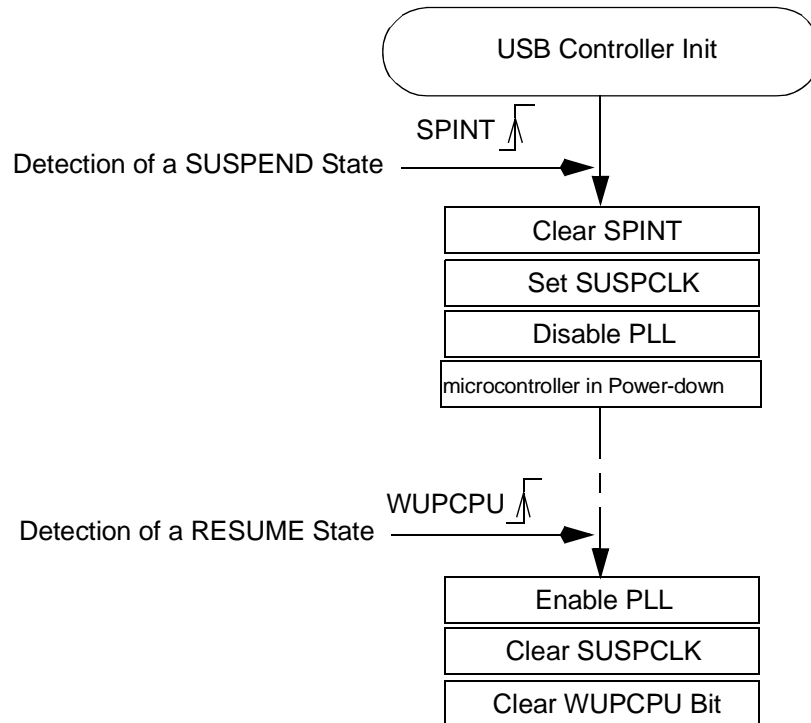 USB Controller Init
SPINT
Detection of a SUSPEND State
Clear SPINT
Set SUSPCLK
Disable PLL
microcontroller in Power-down
WUPCPU
Detection of a RESUME State
Enable PLL
Clear SUSPCLK
Clear WUPCPU Bit